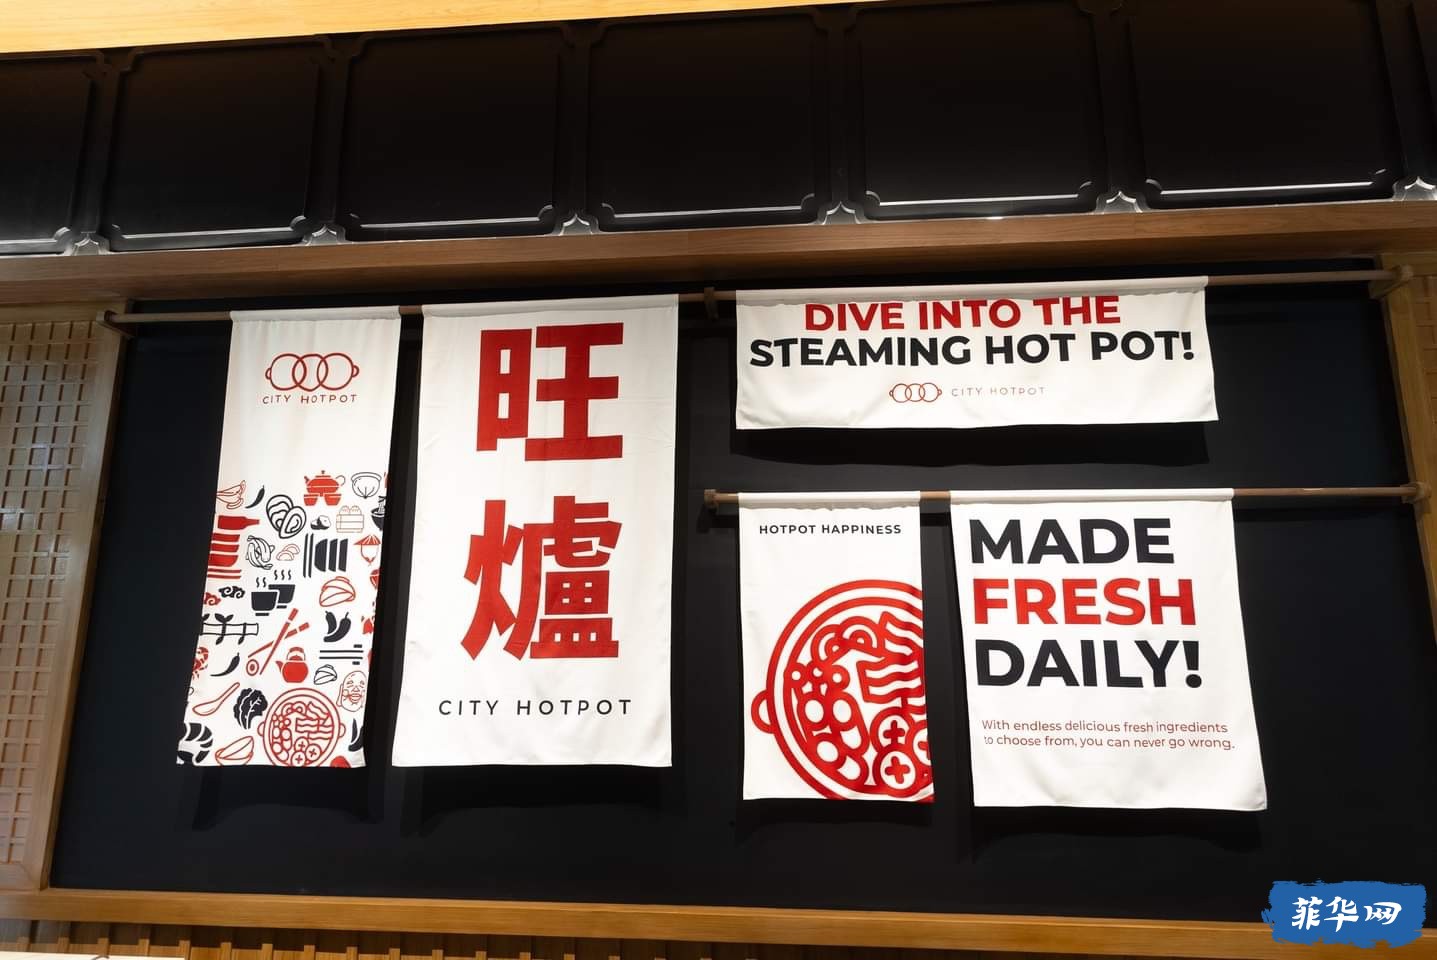 CITY HOTPOT
旺
爐
CITY HOTPOT
DIVE INTO THE
STEAMING HOT POT!
CITY HOTPOT
HOTPOT HAPPINESS
MADE
FRESH
DAILY!
With endless delicious fresh ingredients
to choose from, you can never go wrong.
菲华网